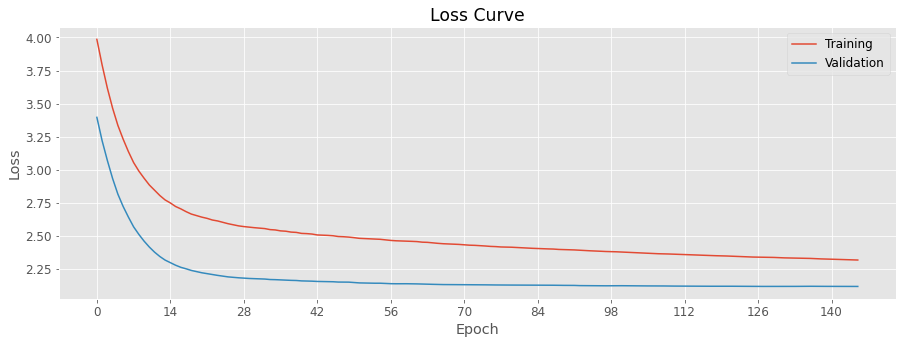 Loss Curve
Training
Validation
Loss
4.00
3.75
3.50
3.25
3.00
2.75
2.50
2.25
0 14 28 42 56 70 84 98 112 126 140
Epoch